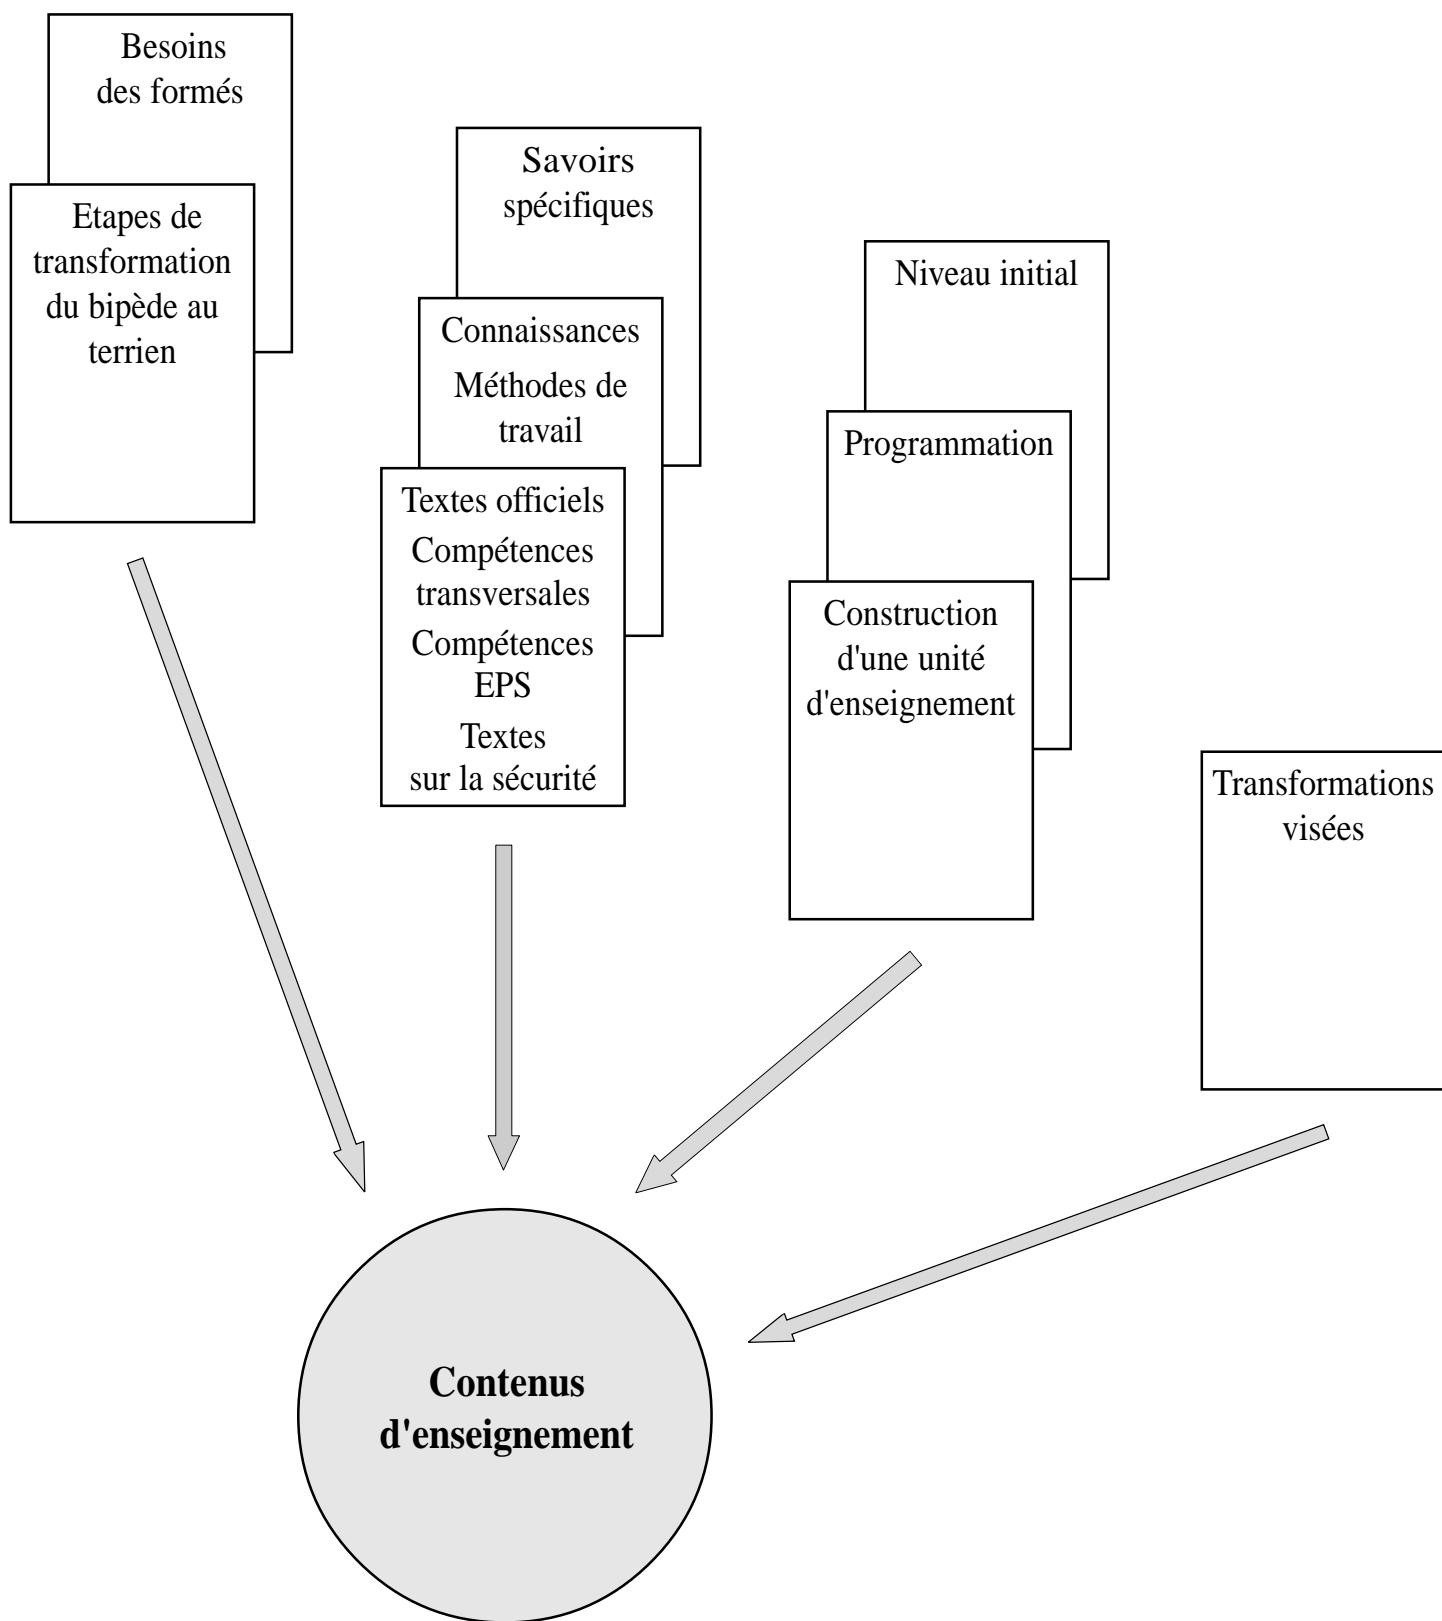 Besoins
des formés
Etapes de
transformation
du bipède au
terrien
Savoirs
spécifiques
Connaissances
Méthodes de
travail
Textes officiels
Compétences
transversales
Compétences
EPS
Textes
sur la sécurité
Niveau initial
Programmation
Construction
d'une unité
d'enseignement
Transformations
visées
Contenus
d'enseignement